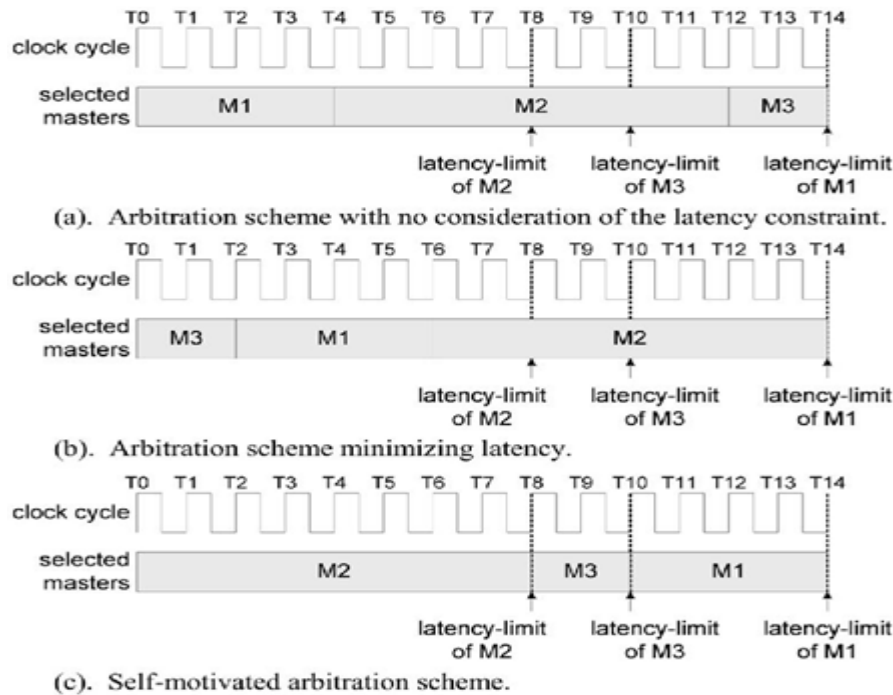 T0 T1 T2 T3 T4 T5 T6 T7 T8 T9 T10 T11 T12 T13 T14
clock cycle
selected
masters
M1 M2 M3
latency-limit
of M2
latency-limit
of M3
latency-limit
of M1
(a). Arbitration scheme with no consideration of the latency constraint.
T0 T1 T2 T3 T4 T5 T6 T7 T8 T9 T10 T11 T12 T13 T14
clock cycle
selected
masters
M3 M1 M2
latency-limit
of M2
latency-limit
of M3
latency-limit
of M1
(b). Arbitration scheme minimizing latency.
T0 T1 T2 T3 T4 T5 T6 T7 T8 T9 T10 T11 T12 T13 T14
clock cycle
selected
masters
M2 M3 M1
latency-limit
of M2
latency-limit
of M3
latency-limit
of M1
(c). Self-motivated arbitration scheme.